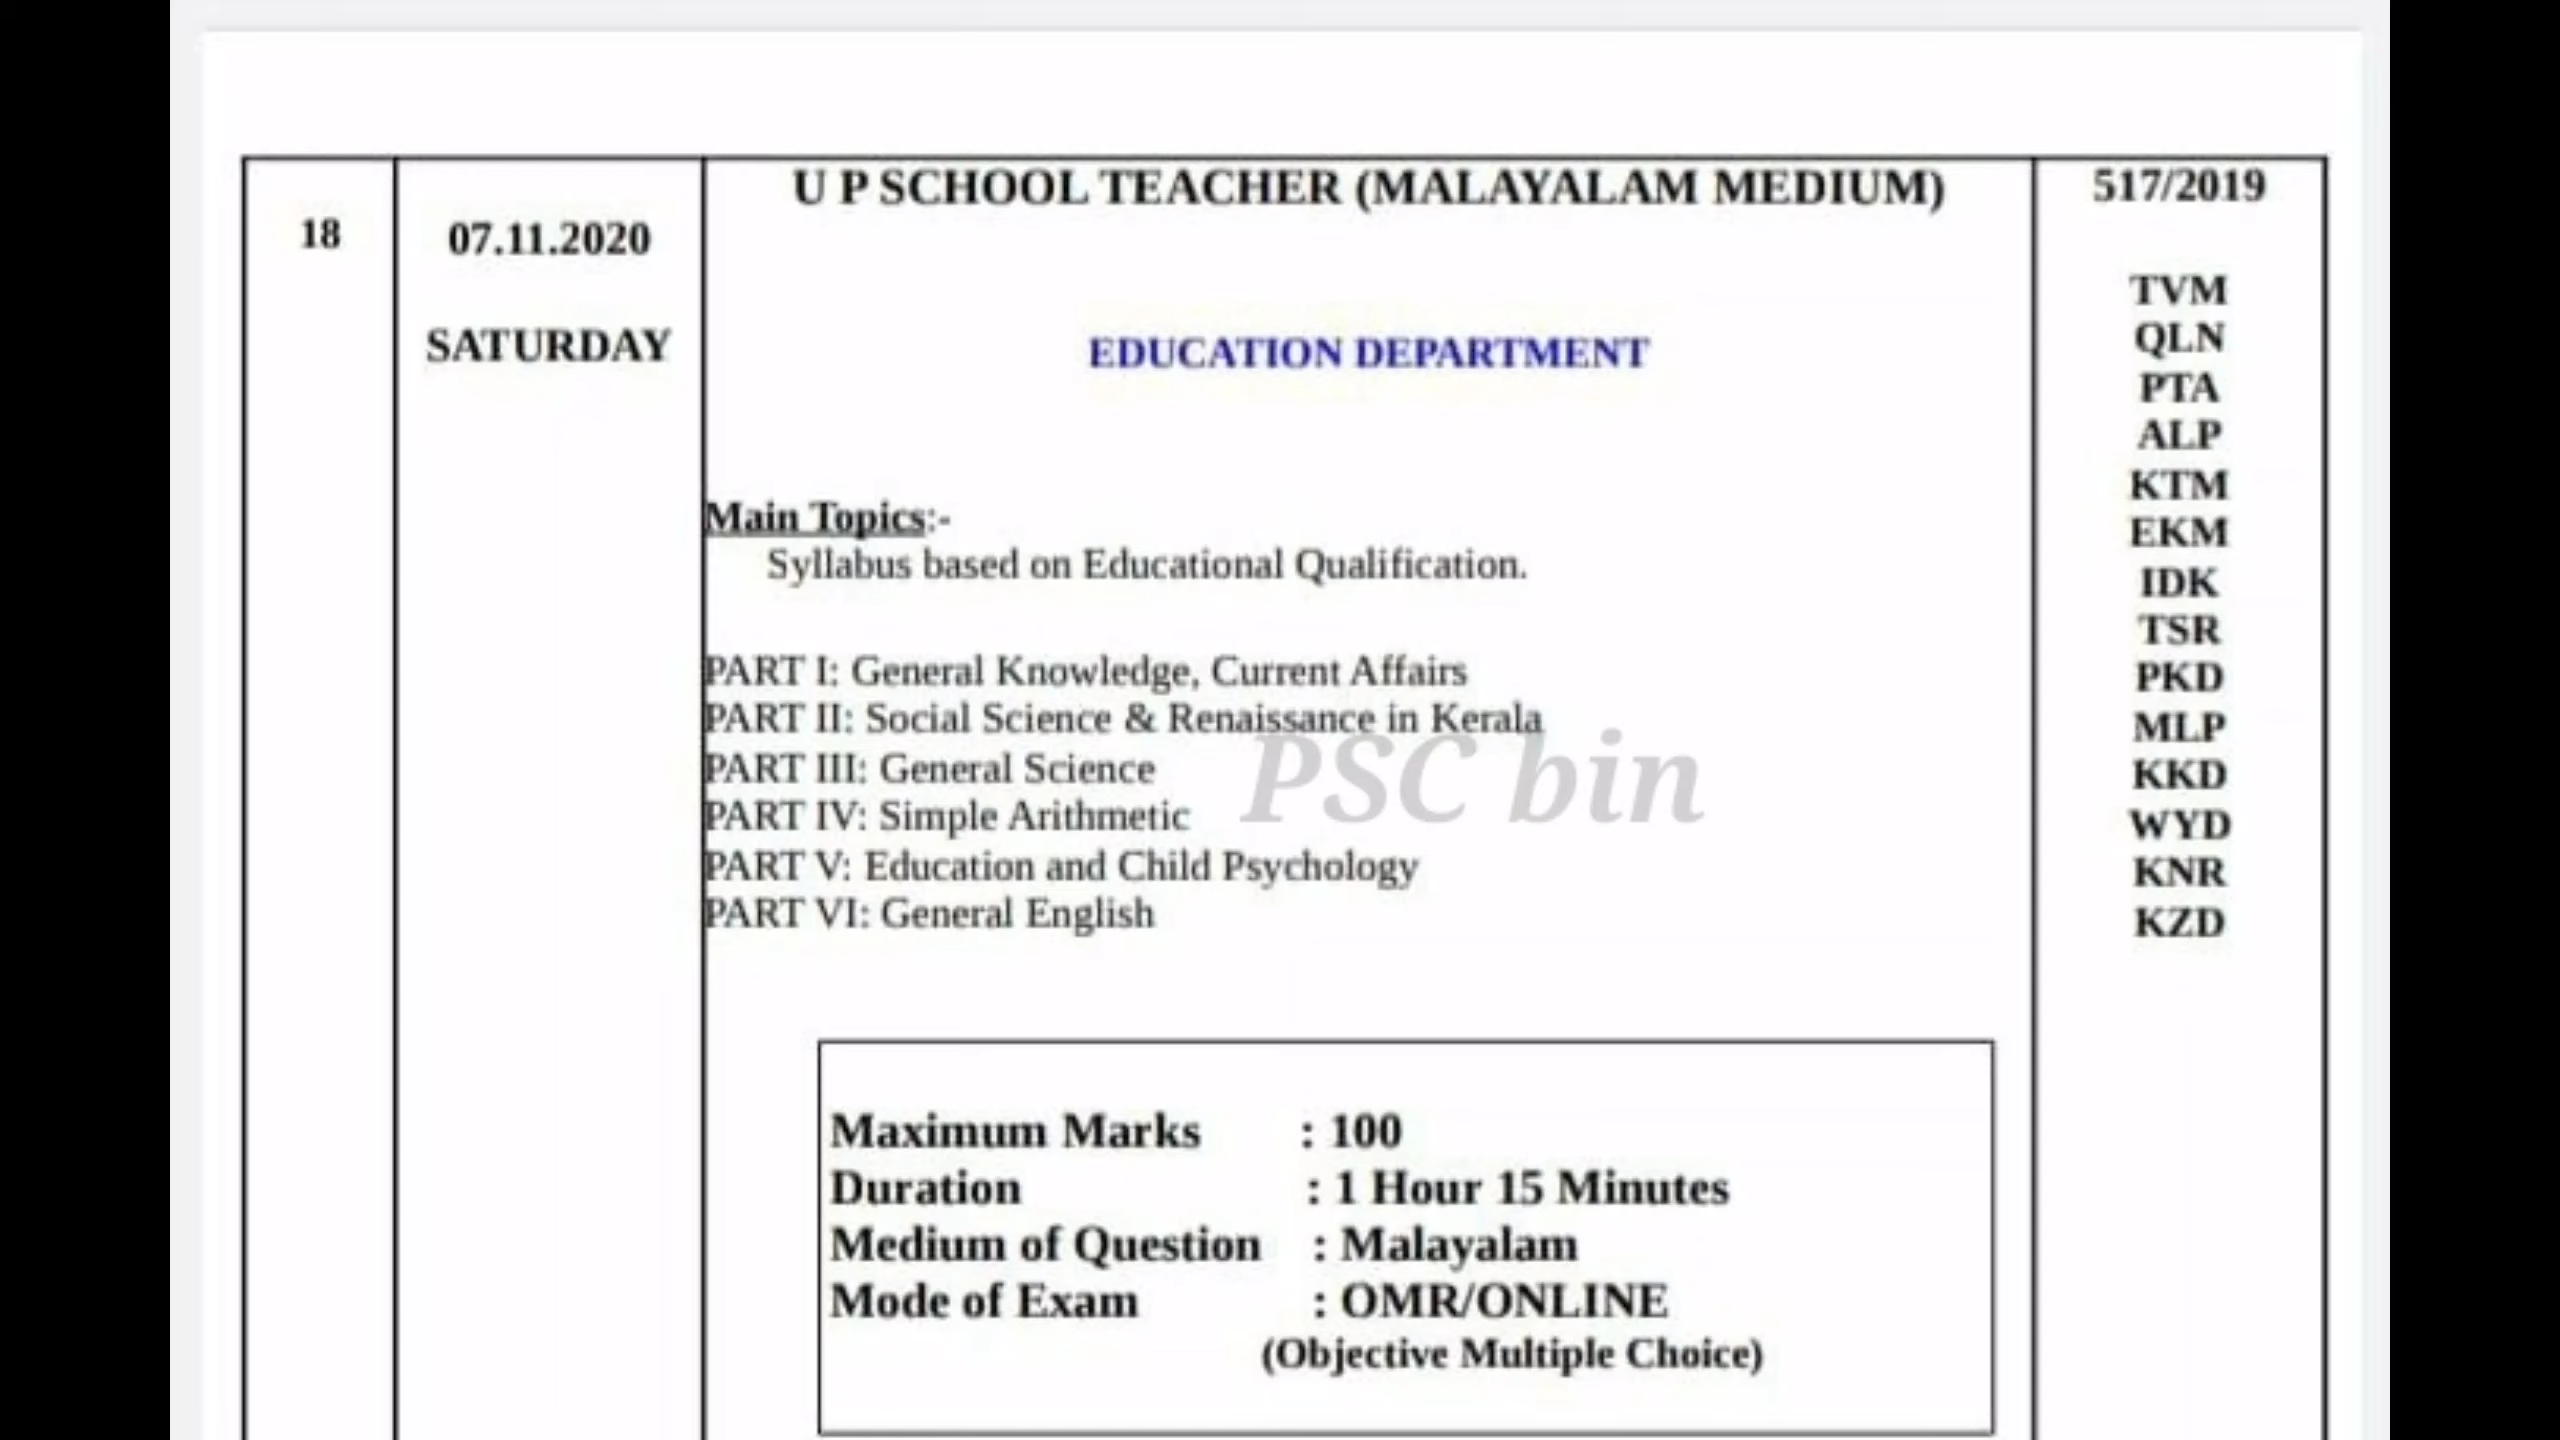 18
07.11.2020
SATURDAY
U P SCHOOL TEACHER (MALAYALAM MEDIUM)
EDUCATION DEPARTMENT
Main Topics:-
Syllabus based on Educational Qualification.
PART I: General Knowledge, Current Affairs
PART II: Social Science & Renaissance in Kerala
PART III: General Science
PART IV: Simple Arithmetic
PART V: Education and Child Psychology
PART VI: General English
PSC bin
Maximum Marks : 100
Duration : 1 Hour 15 Minutes
Medium of Question : Malayalam
Mode of Exam : OMR/ONLINE
(Objective Multiple Choice)
517/2019
TVM
QLN
PTA
ALP
KTM
EKM
IDK
TSR
PKD
MLP
KKD
WYD
KNR
KZD